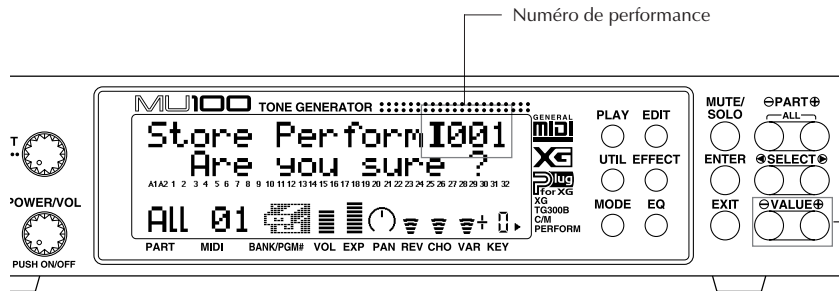 Numéro de performance
MU100 TONE GENERATOR
Store Perform I001
Are you sure ?
A1 A2 1 2 3 4 5 6 7 8 9 10 11 12 13 14 15 16 17 18 19 20 21 22 23 24 25 26 27 28 29 30 31 32
All 01 + 0
PART MIDI BANK/PGM# VOL EXP PAN REV CHO VAR KEY
GENERAL MIDI
XG
Plug for XG
XG
TG300B
C/M
PERFORM
PLAY EDIT
UTIL EFFECT
MODE EQ
MUTE/SOLO
⊖PART⊕
ALL
ENTER
SELECT
EXIT
⊖VALUE⊕
POWER/VOL
PUSH ON/OFF